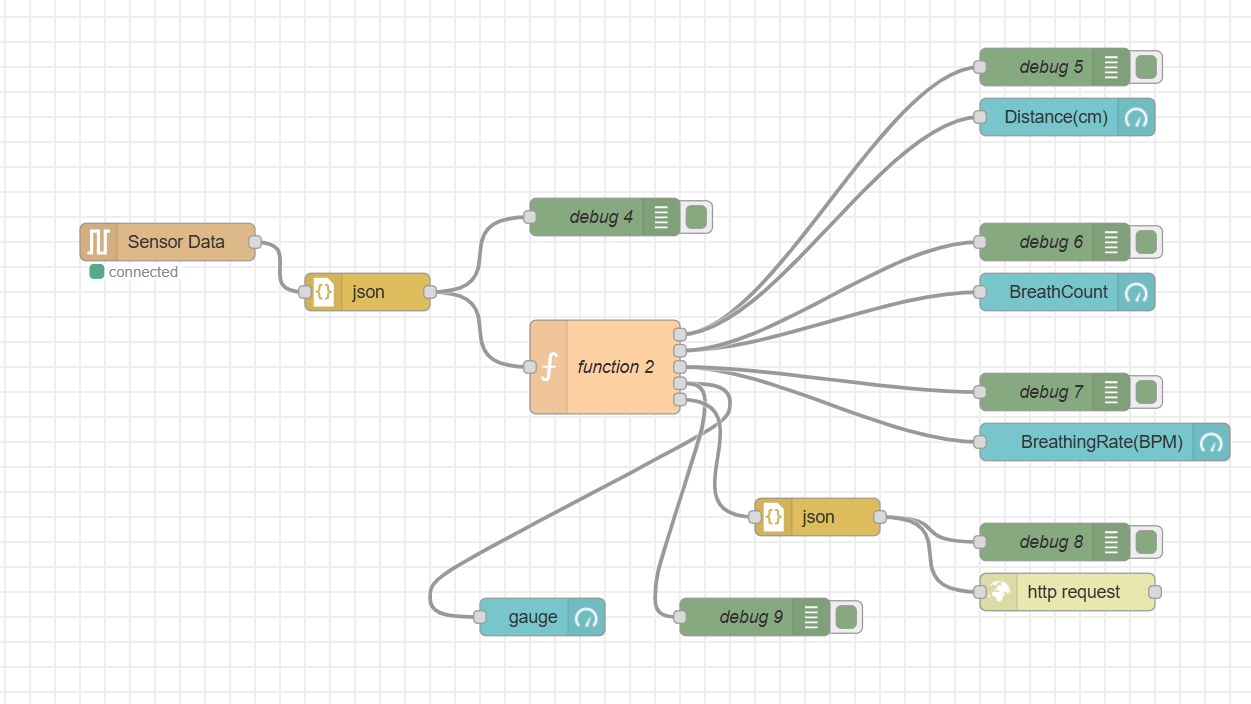 debug 5
Distance(cm)
debug 4
Sensor Data
connected
debug 6
json
BreathCount
function 2
debug 7
BreathingRate(BPM)
json
debug 8
http request
gauge
debug 9